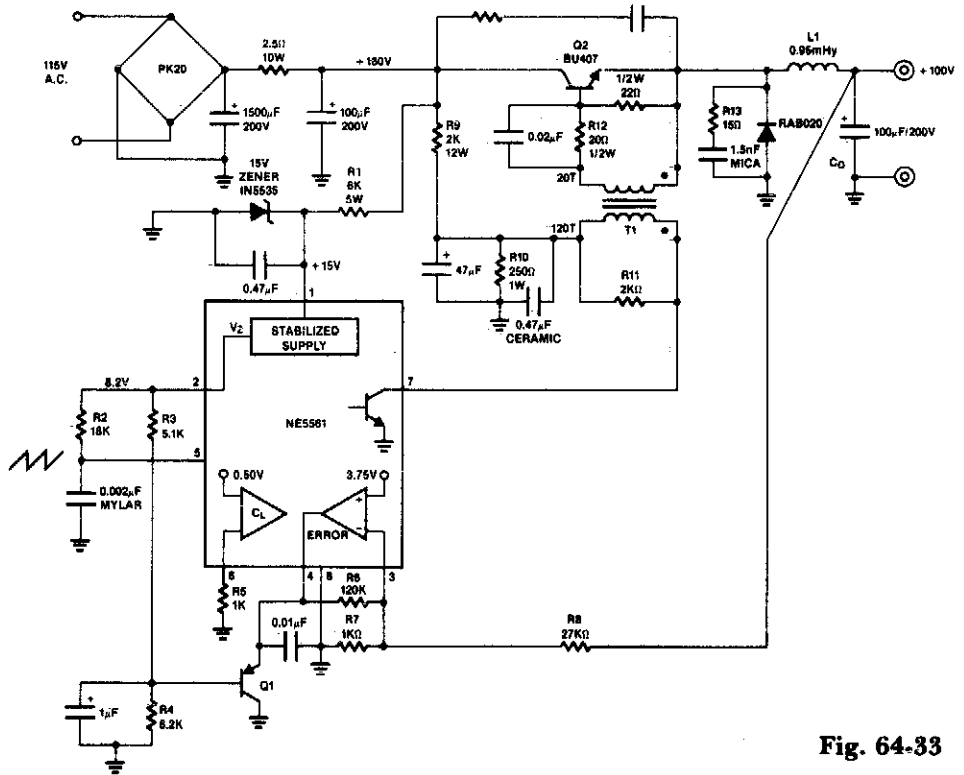 115V
A.C.
PK20
2.5Ω
10W
+ 180V
+
1500μF
200V
+
100μF
200V
Q2
BU407
1/2W
22Ω
0.02μF
R12
20Ω
1/2W
R9
2K
12W
20T
120T
T1
L1
0.96mHy
+ 100V
R13
15Ω
1.5nF
MICA
RAB020
+
100μF/200V
CO
15V
ZENER
IN5535
R1
6K
5W
0.47μF
+ 15V
+
47μF
R10
250Ω
1W
0.47μF
CERAMIC
R11
2KΩ
1
VZ
STABILIZED
SUPPLY
8.2V
2
7
R2
18K
R3
5.1K
NE5561
5
0.002μF
MYLAR
0.50V
3.75V
CL
+
−
ERROR
6
4
8
3
R5
1K
R6
120K
0.01μF
R7
1KΩ
R8
27KΩ
Q1
+
1μF
R4
6.2K
Fig. 64-33